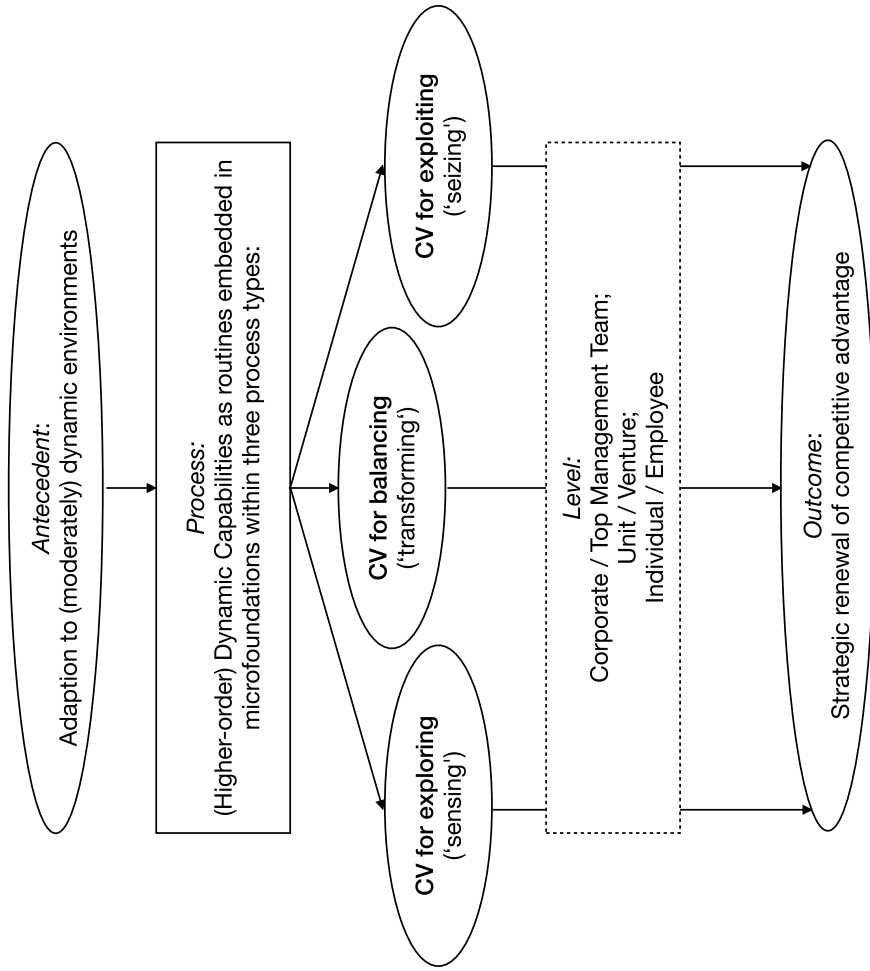 Antecedent:
Adaption to (moderately) dynamic environments
Process:
(Higher-order) Dynamic Capabilities as routines embedded in
microfoundations within three process types:
CV for exploring
(‘sensing’)
CV for balancing
(‘transforming‘)
CV for exploiting
(‘seizing’)
Level:
Corporate / Top Management Team;
Unit / Venture;
Individual / Employee
Outcome:
Strategic renewal of competitive advantage